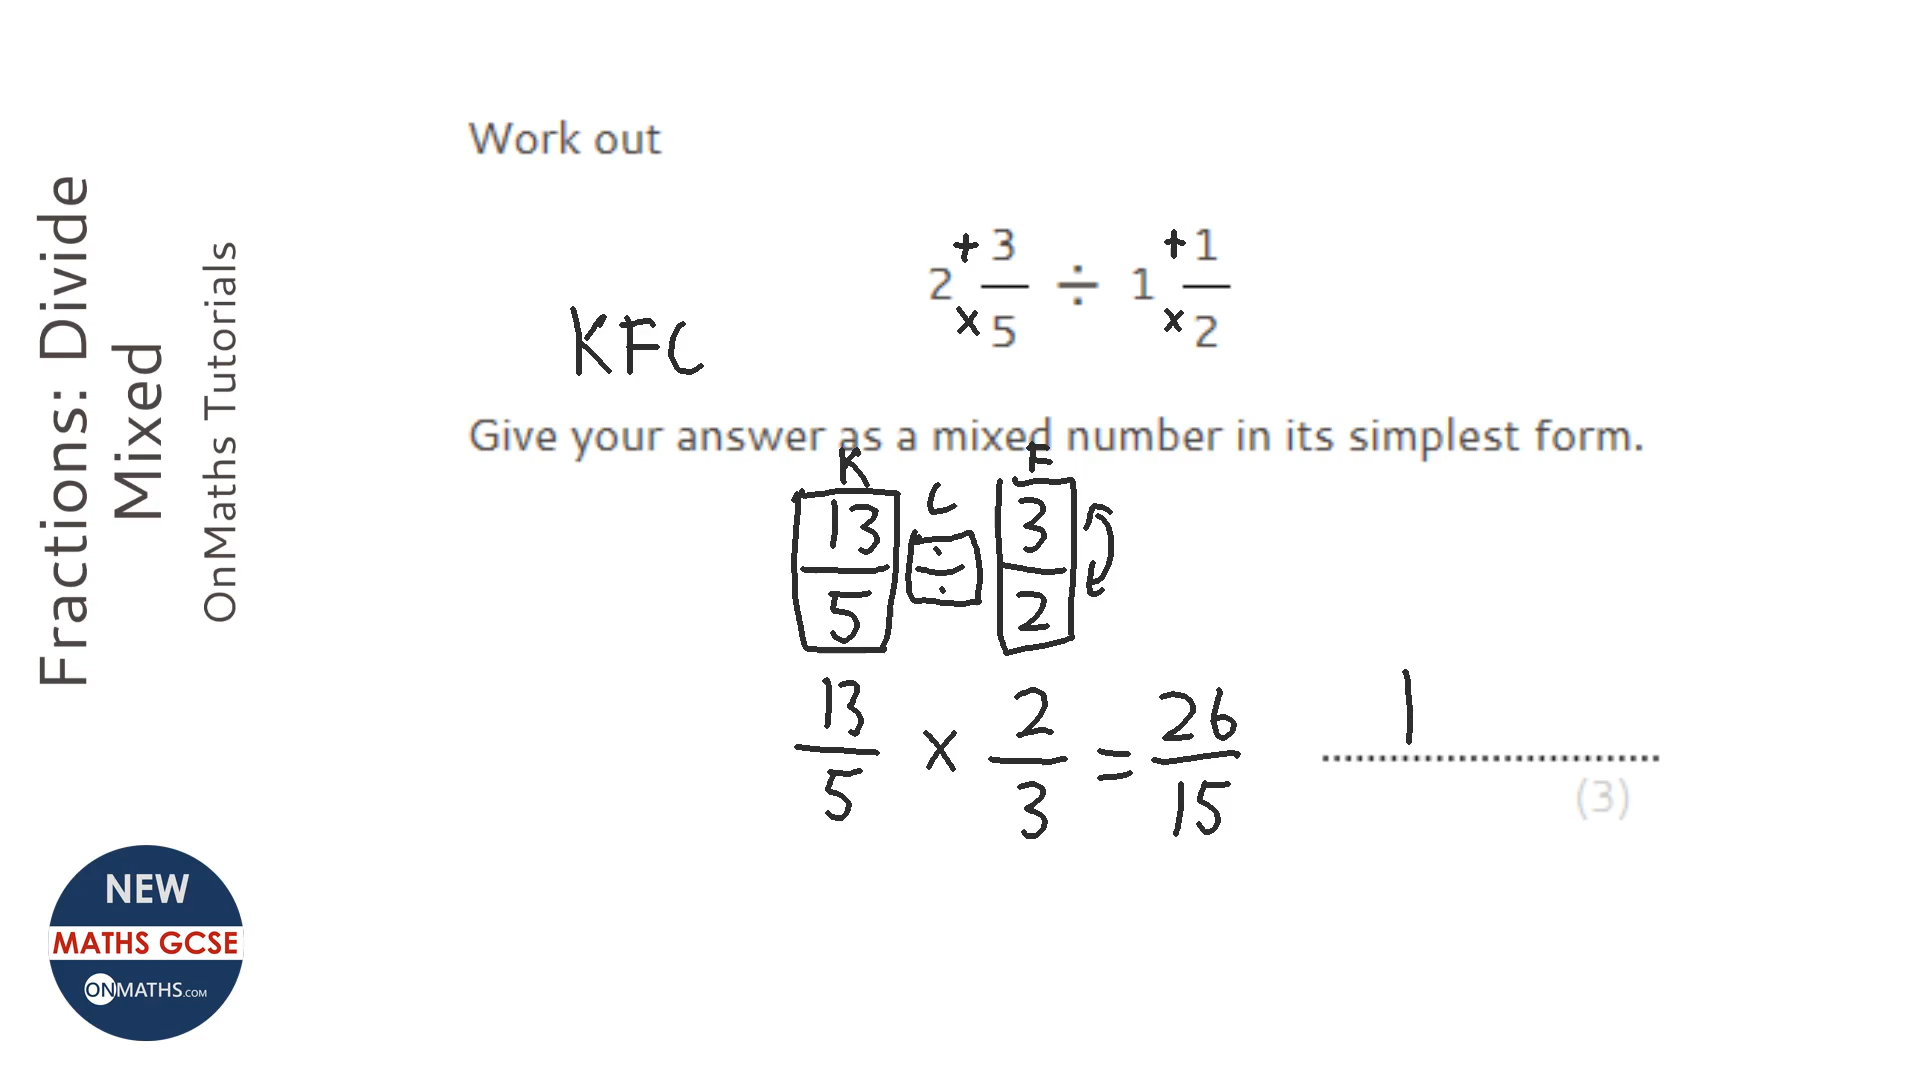 Fractions: Divide
Mixed
OnMaths Tutorials
Work out
2 + 3 ÷ 1 + 1
× 5 × 2
KFC
Give your answer as a mixed number in its simplest form.
K C F
13 ÷ 3
5 2
13 × 2 = 26 1
5 3 15
(3)
NEW
MATHS GCSE
ONMATHS.COM